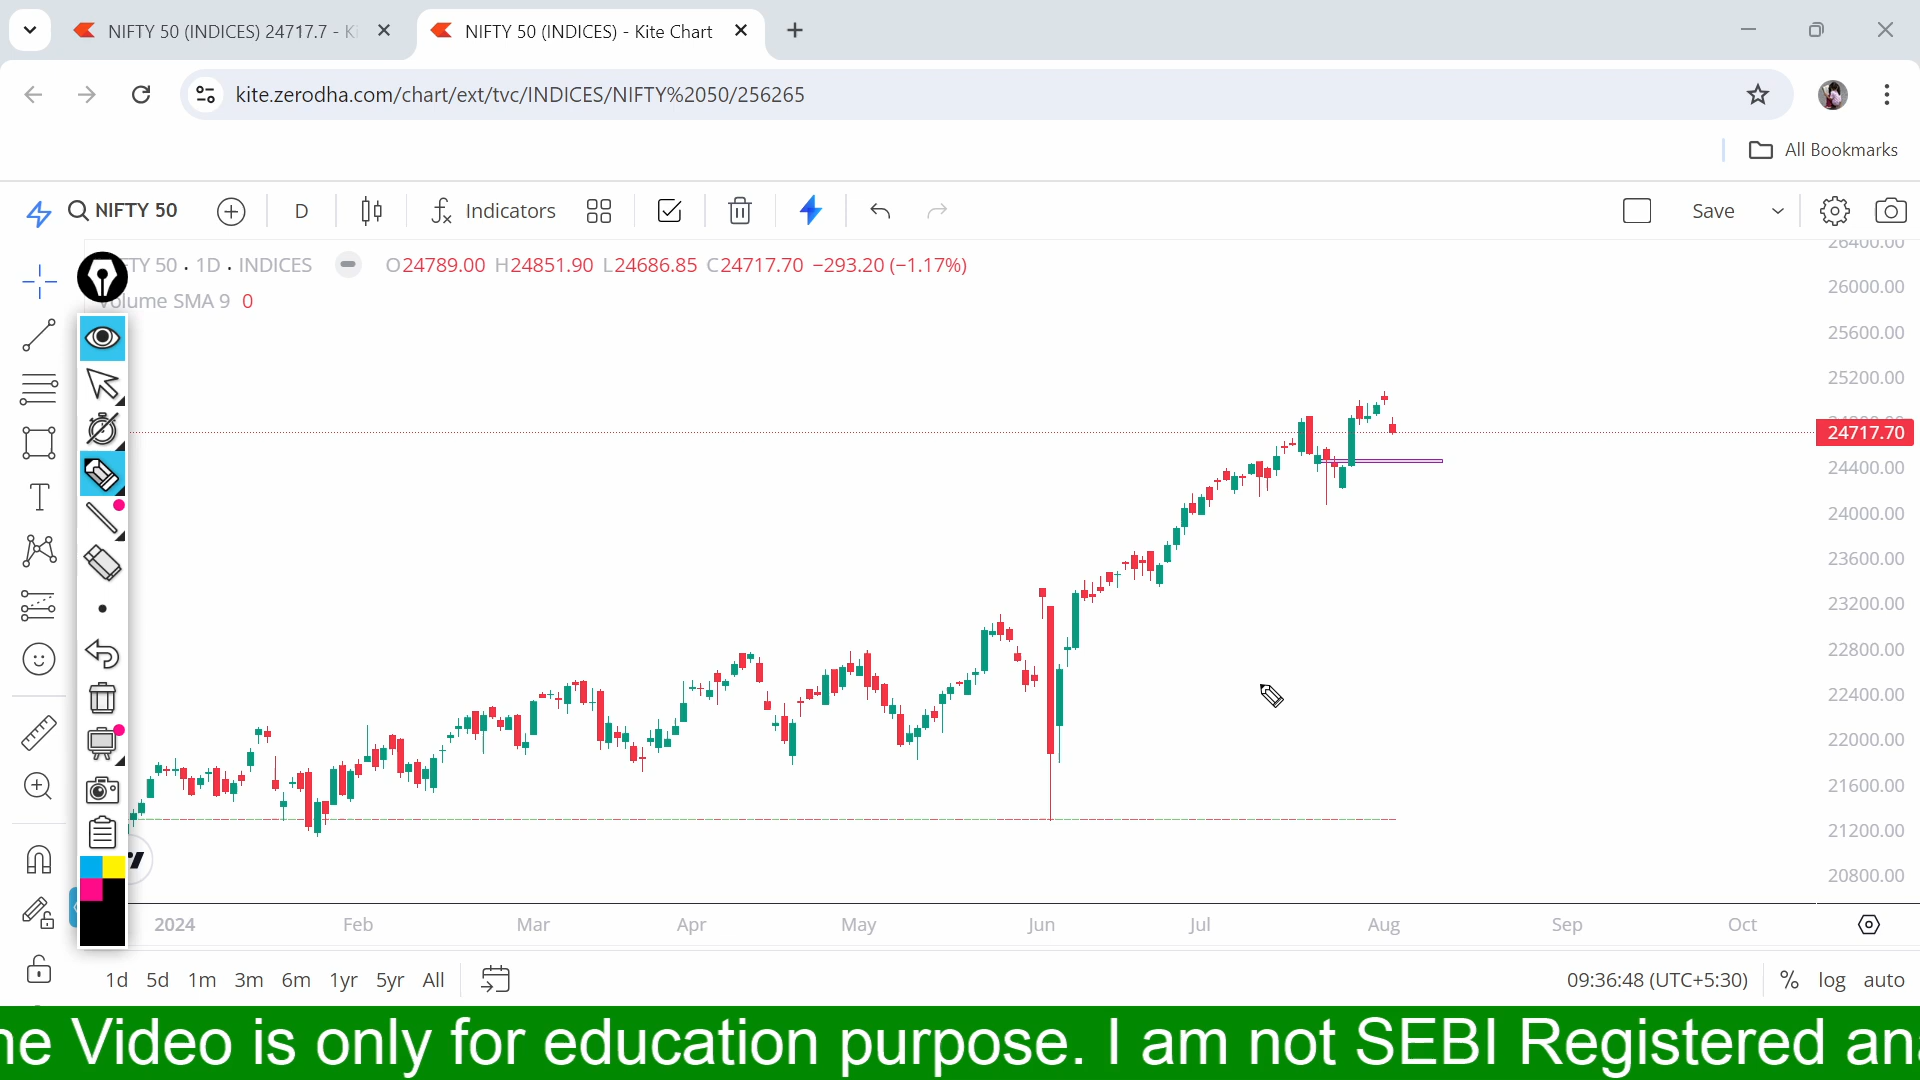 NIFTY 50 (INDICES) 24717.7 - Ki
NIFTY 50 (INDICES) - Kite Chart
kite.zerodha.com/chart/ext/tvc/INDICES/NIFTY%2050/256265
All Bookmarks
NIFTY 50
D
Indicators
Save
TY 50 · 1D · INDICES
O24789.00 H24851.90 L24686.85 C24717.70 −293.20 (−1.17%)
Volume SMA 9 0
26400.00
26000.00
25600.00
25200.00
24717.70
24400.00
24000.00
23600.00
23200.00
22800.00
22400.00
22000.00
21600.00
21200.00
20800.00
2024 Feb Mar Apr May Jun Jul Aug Sep Oct
1d 5d 1m 3m 6m 1yr 5yr All
09:36:48 (UTC+5:30) % log auto
ne Video is only for education purpose. I am not SEBI Registered an